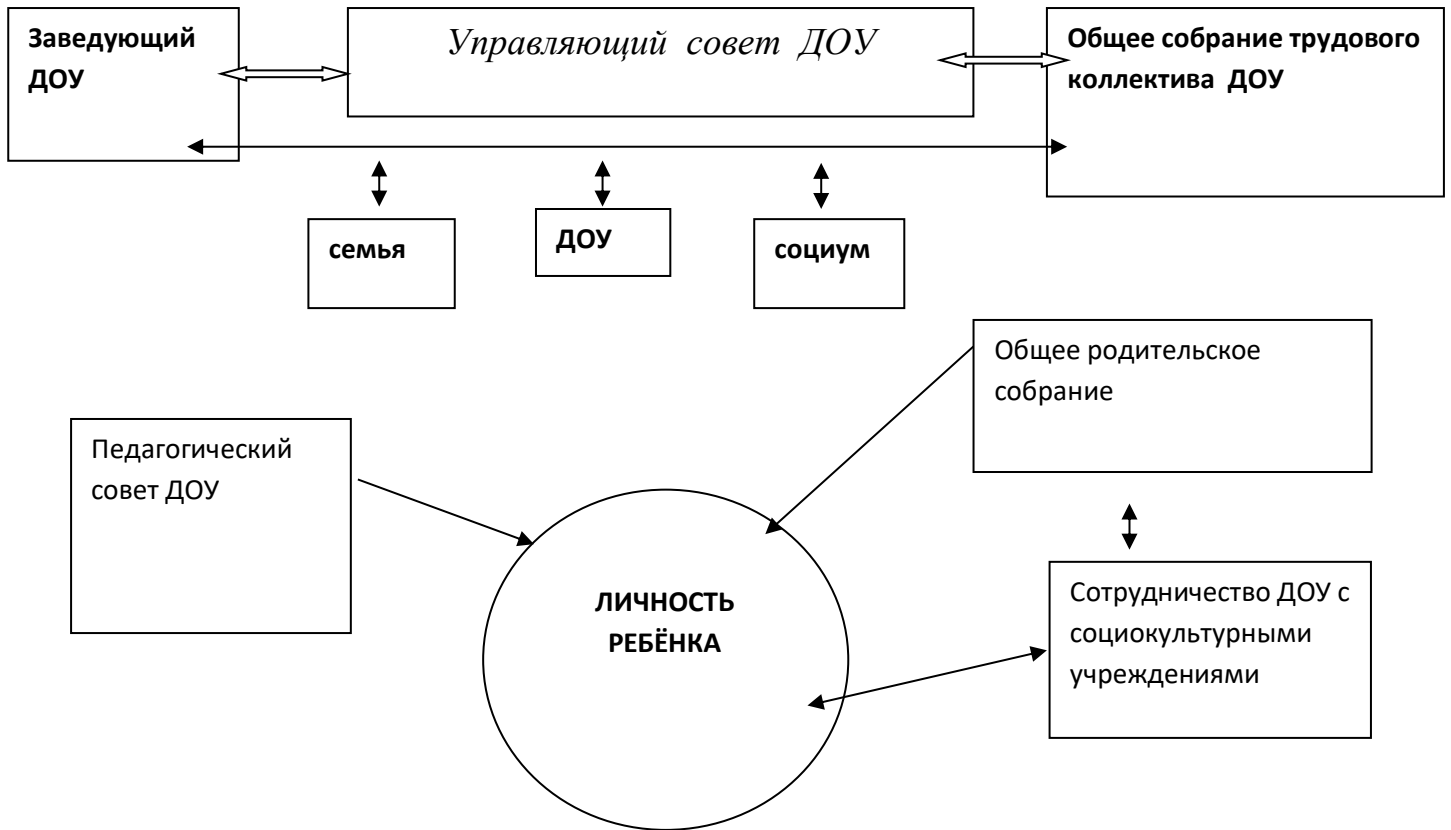 Заведующий
ДОУ
Управляющий совет ДОУ
Общее собрание трудового
коллектива ДОУ
семья
ДОУ
социум
Общее родительское
собрание
Педагогический
совет ДОУ
ЛИЧНОСТЬ
РЕБЁНКА
Сотрудничество ДОУ с
социокультурными
учреждениями